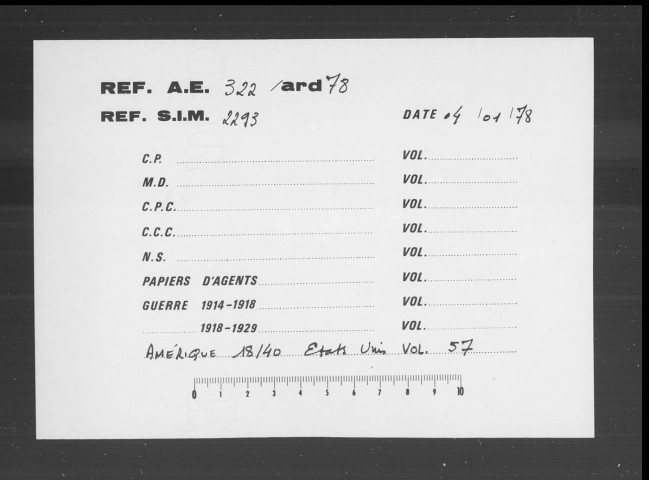 REF. A.E. 322 /ard 78
REF. S.I.M. 2293 DATE 04 / 01 / 78
C.P. VOL.
M.D. VOL.
C.P.C. VOL.
C.C.C. VOL.
N.S. VOL.
PAPIERS D'AGENTS VOL.
GUERRE 1914-1918 VOL.
1918-1929 VOL.
AMÉRIQUE 18/40 Etats Unis VOL. 57
0 1 2 3 4 5 6 7 8 9 10